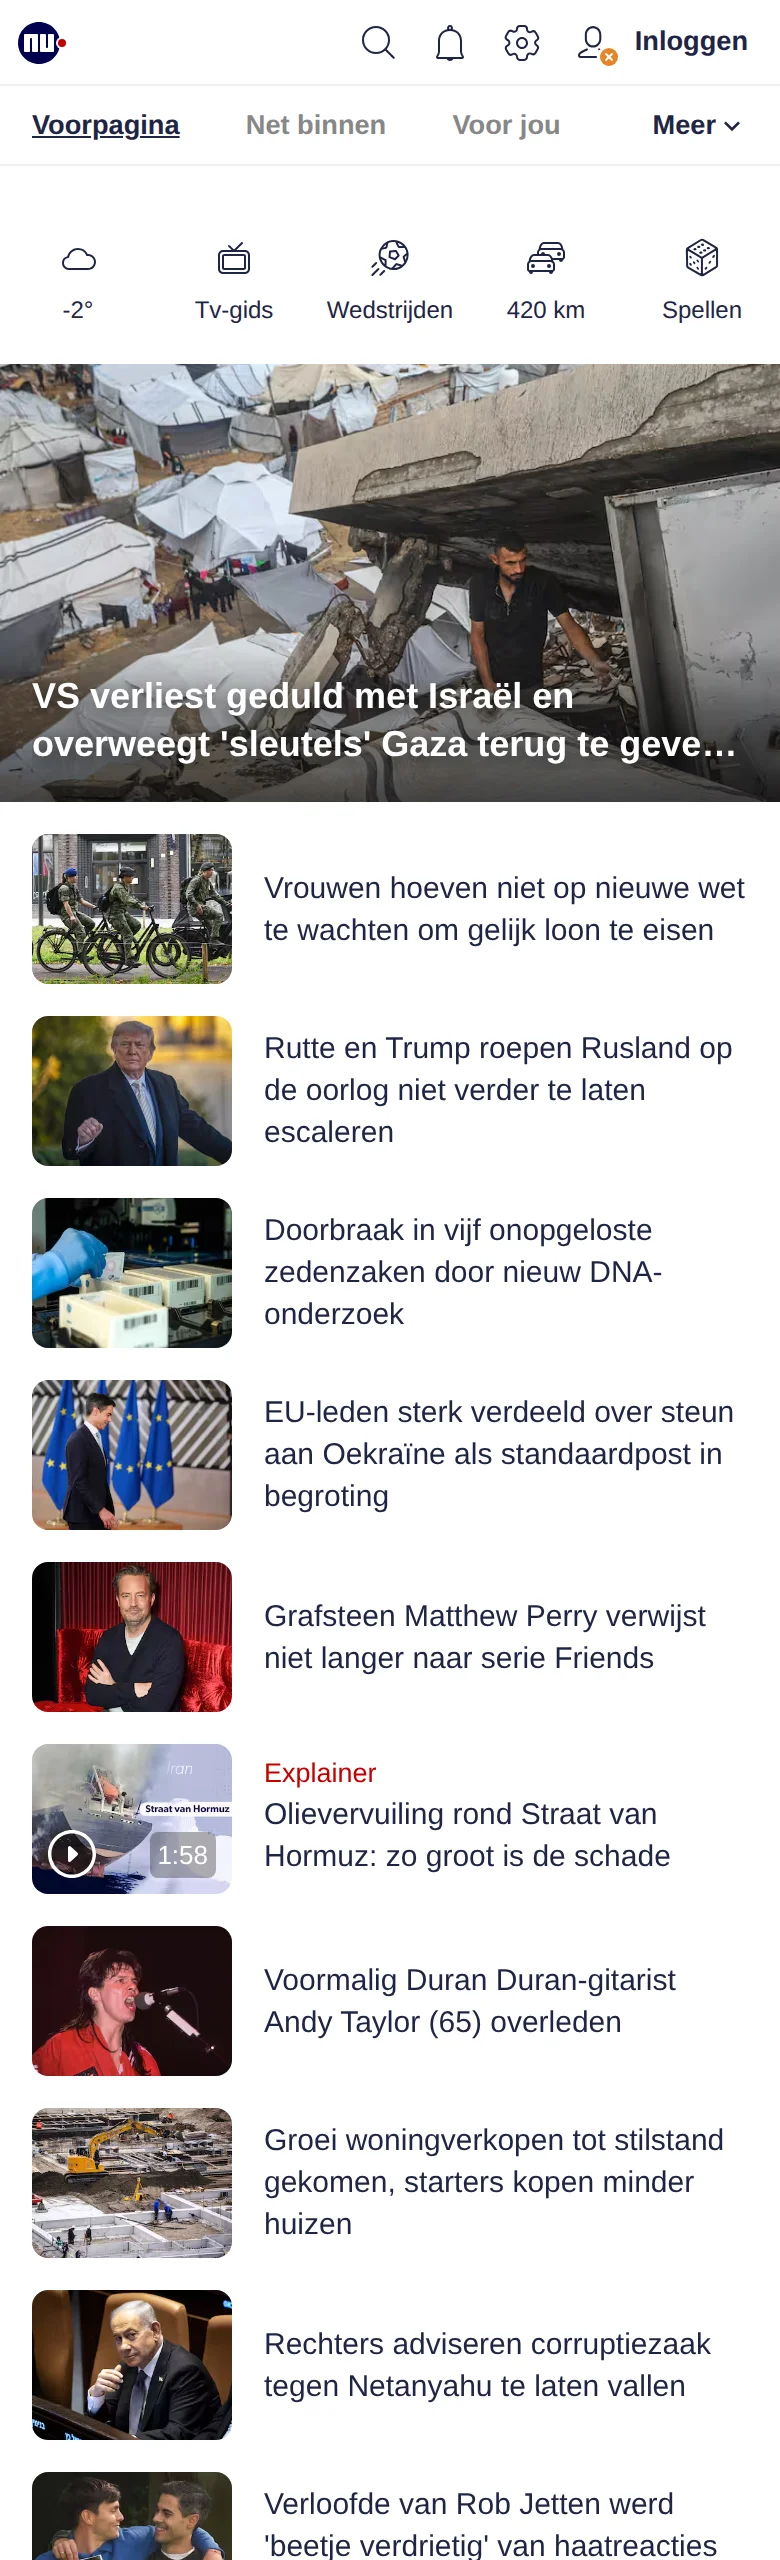 nu
Inloggen
Voorpagina Net binnen Voor jou Meer
-2° Tv-gids Wedstrijden 420 km Spellen
VS verliest geduld met Israël en
overweegt 'sleutels' Gaza terug te geve...
Vrouwen hoeven niet op nieuwe wet
te wachten om gelijk loon te eisen
Rutte en Trump roepen Rusland op
de oorlog niet verder te laten
escaleren
Doorbraak in vijf onopgeloste
zedenzaken door nieuw DNA-
onderzoek
EU-leden sterk verdeeld over steun
aan Oekraïne als standaardpost in
begroting
Grafsteen Matthew Perry verwijst
niet langer naar serie Friends
Iran
Straat van Hormuz
1:58
Explainer
Olievervuiling rond Straat van
Hormuz: zo groot is de schade
Voormalig Duran Duran-gitarist
Andy Taylor (65) overleden
Groei woningverkopen tot stilstand
gekomen, starters kopen minder
huizen
Rechters adviseren corruptiezaak
tegen Netanyahu te laten vallen
Verloofde van Rob Jetten werd
'beetje verdrietig' van haatreacties